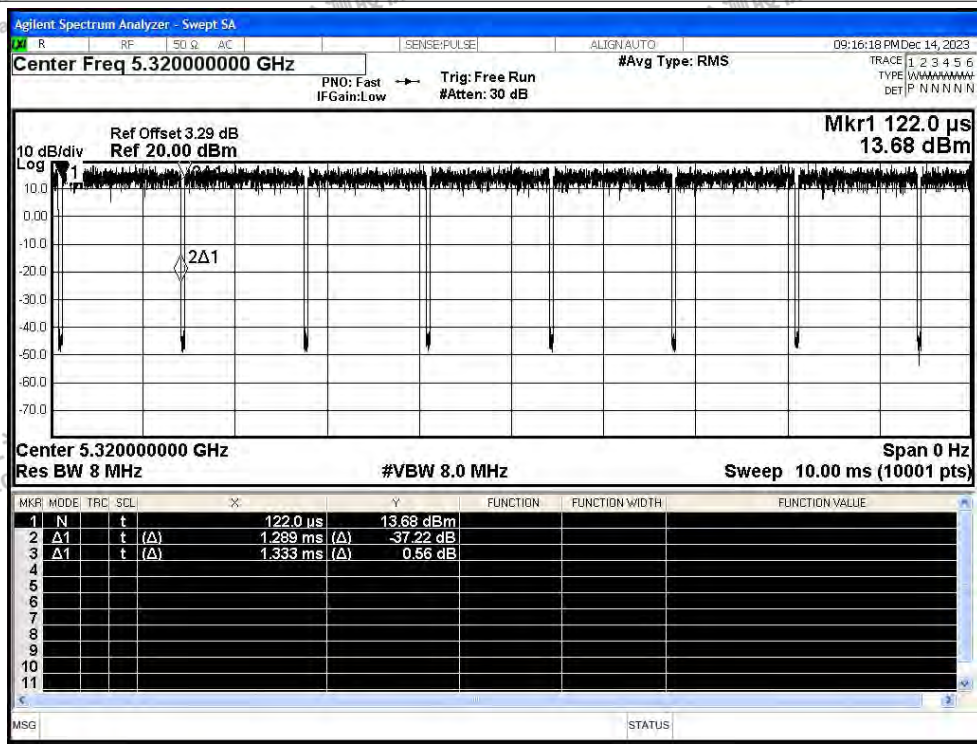 Agilent Spectrum Analyzer - Swept SA
R RF 50 Ω AC SENSE:PULSE ALIGN AUTO 09:16:18 PM Dec 14, 2023
Center Freq 5.320000000 GHz
PNO: Fast
IFGain:Low
Trig: Free Run
#Atten: 30 dB
#Avg Type: RMS
TRACE 1 2 3 4 5 6
TYPE
DET P N N N N N
Ref Offset 3.29 dB
10 dB/div Ref 20.00 dBm
Log
Mkr1 122.0 µs
13.68 dBm
1
10.0
0.00
-10.0
2Δ1
-20.0
-30.0
-40.0
-50.0
-60.0
-70.0
Center 5.320000000 GHz Span 0 Hz
Res BW 8 MHz #VBW 8.0 MHz Sweep 10.00 ms (10001 pts)
MKR MODE TRC SCL X Y FUNCTION FUNCTION WIDTH FUNCTION VALUE
1 N t 122.0 µs 13.68 dBm
2 Δ1 t (Δ) 1.289 ms (Δ) -37.22 dB
3 Δ1 t (Δ) 1.333 ms (Δ) 0.56 dB
4
5
6
7
8
9
10
11
MSG STATUS